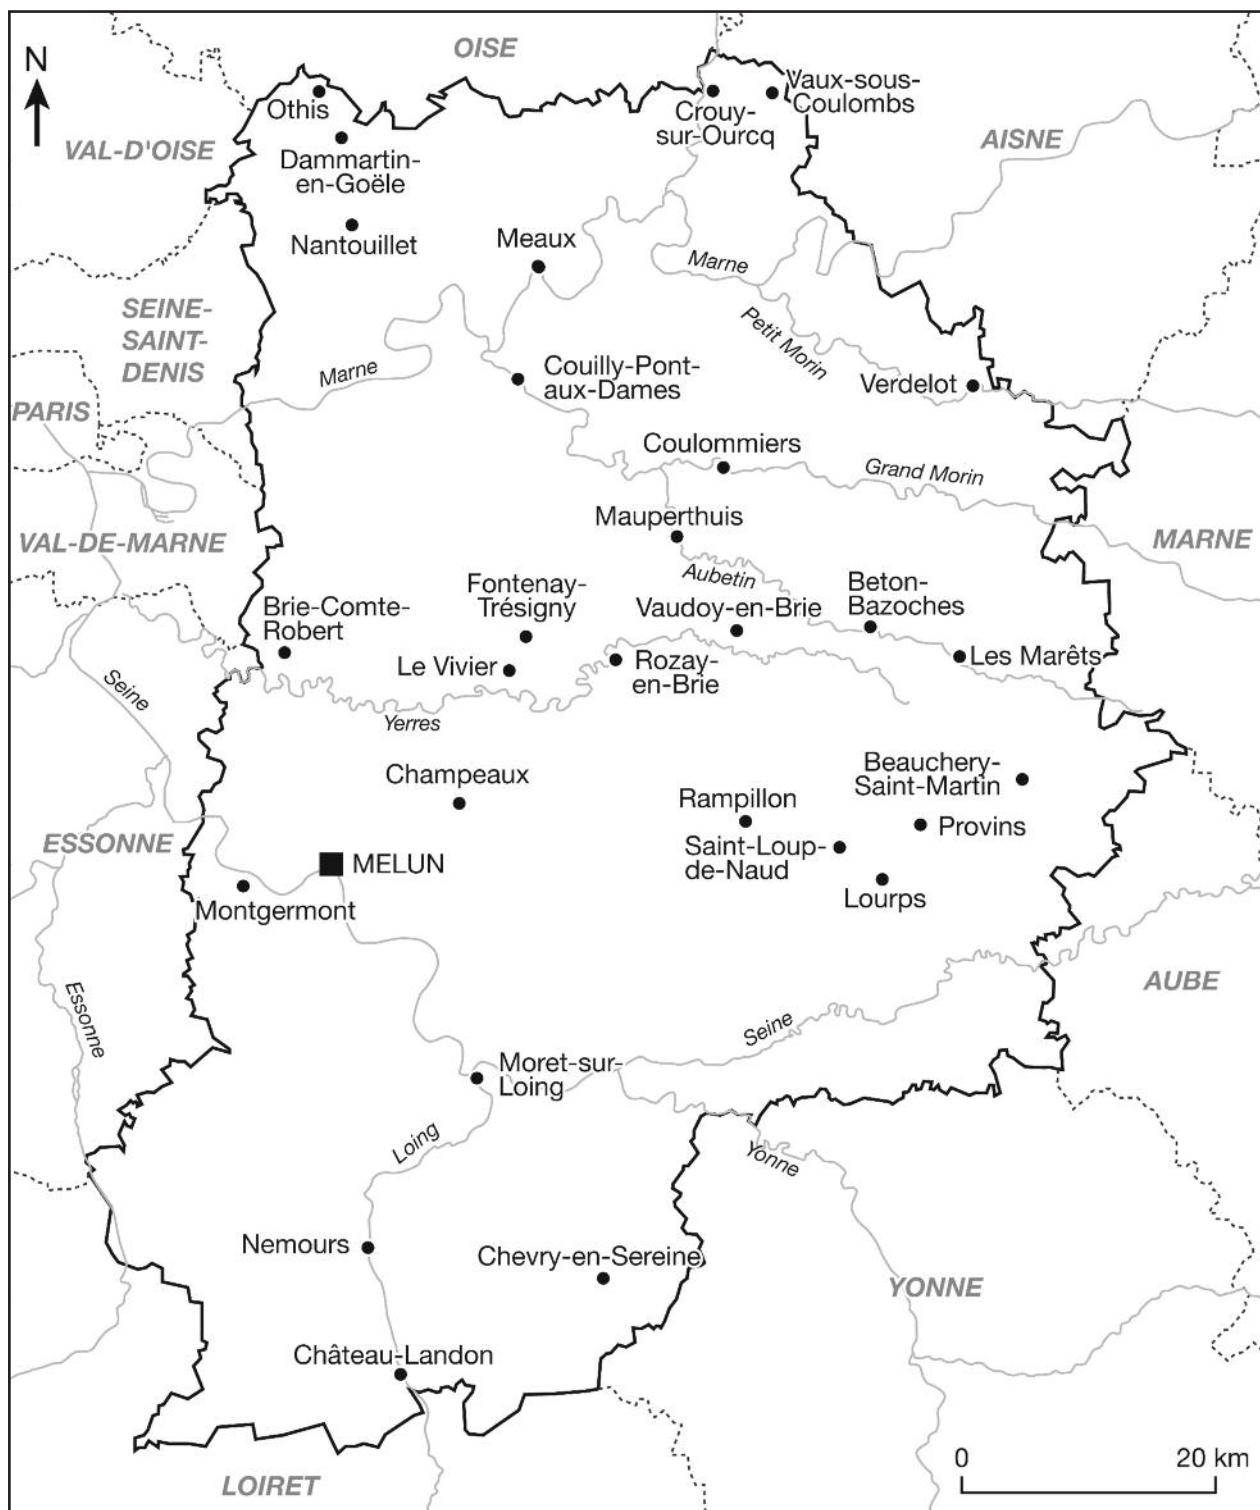 OISE
N
Othis
Vaux-sous-
Coulombs
Crouy-
sur-Ourcq
VAL-D'OISE
AISNE
Dammartin-
en-Goële
Nantouillet
Meaux
Marne
SEINE-
SAINT-
DENIS
Petit Morin
Marne
Couilly-Pont-
aux-Dames
Verdelot
PARIS
Coulommiers
Grand Morin
Mauperthuis
VAL-DE-MARNE
MARNE
Aubetin
Fontenay-
Trésigny
Beton-
Bazoches
Brie-Comte-
Robert
Vaudoy-en-Brie
Le Vivier
Rozay-
en-Brie
Les Marêts
Seine
Yerres
Champeaux
Beauchery-
Saint-Martin
Rampillon
Provins
ESSONNE
Saint-Loup-
de-Naud
MELUN
Lourps
Montgermont
AUBE
Essonne
Seine
Moret-sur-
Loing
Loing
Yonne
Nemours
Chevry-en-Sereine
YONNE
Château-Landon
LOIRET
0 20 km